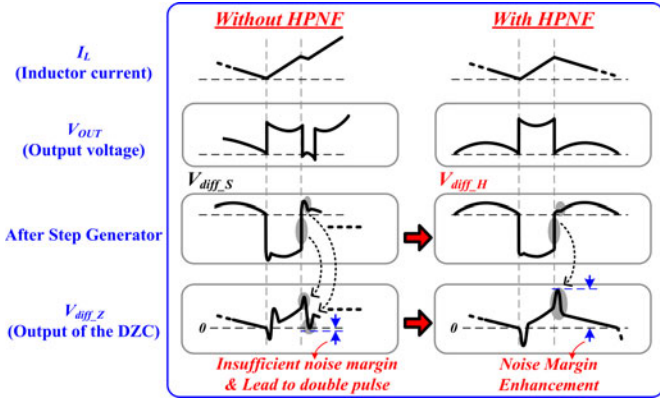 Without HPNF
With HPNF
I_L
(Inductor current)
V_OUT
(Output voltage)
V_diff_S
V_diff_H
After Step Generator
V_diff_Z
(Output of the DZC)
0
0
Insufficient noise margin
& Lead to double pulse
Noise Margin
Enhancement